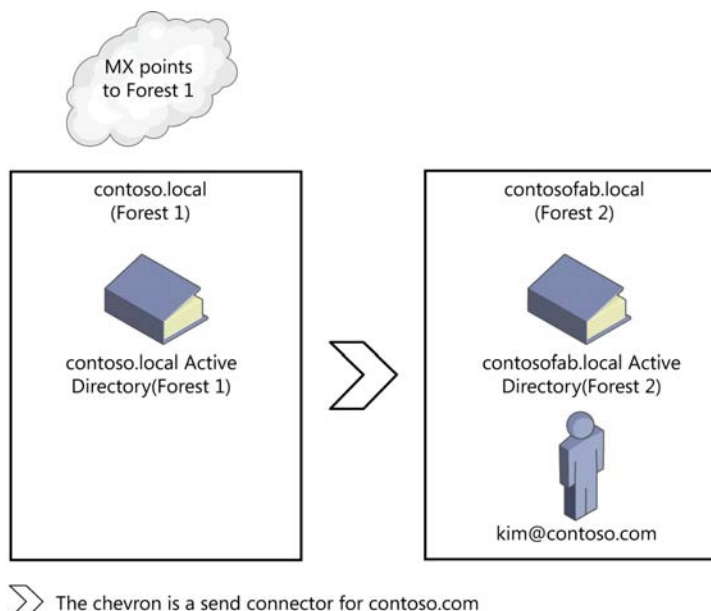 MX points
to Forest 1
contoso.local
(Forest 1)
contoso.local Active
Directory(Forest 1)
contosofab.local
(Forest 2)
contosofab.local Active
Directory(Forest 2)
kim@contoso.com
The chevron is a send connector for contoso.com